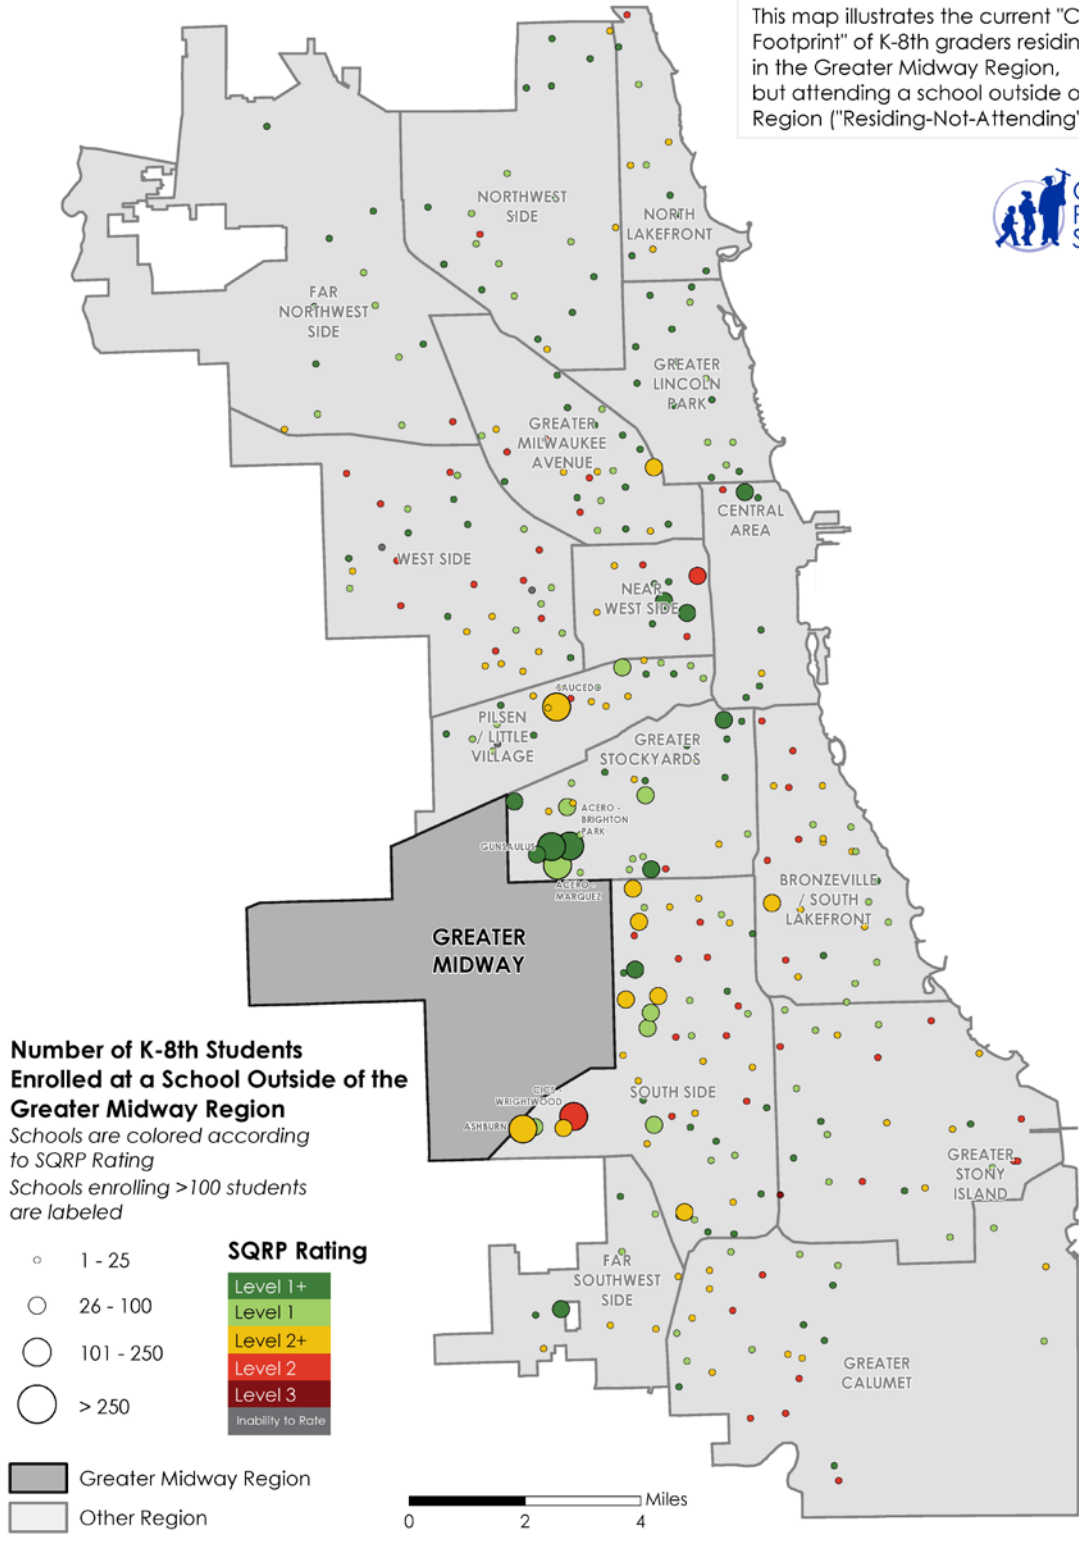 This map illustrates the current "C
Footprint" of K-8th graders residin
in the Greater Midway Region,
but attending a school outside o
Region ("Residing-Not-Attending"
NORTHWEST
SIDE
NORTH
LAKEFRONT
FAR
NORTHWEST
SIDE
GREATER
LINCOLN
PARK
GREATER
MILWAUKEE
AVENUE
CENTRAL
AREA
WEST SIDE
NEAR
WEST SIDE
SAUCEDO
PILSEN
/ LITTLE
VILLAGE
GREATER
STOCKYARDS
ACERO -
BRIGHTON
PARK
GUNSAULUS
ACERO -
MARQUEZ
BRONZEVILLE
/ SOUTH
LAKEFRONT
GREATER
MIDWAY
Number of K-8th Students
Enrolled at a School Outside of the
Greater Midway Region
Schools are colored according
to SQRP Rating
Schools enrolling >100 students
are labeled
CICS -
WRIGHTWOOD
SOUTH SIDE
ASHBURN
GREATER
STONY
ISLAND
1 - 25
26 - 100
101 - 250
> 250
SQRP Rating
Level 1+
Level 1
Level 2+
Level 2
Level 3
Inability to Rate
FAR
SOUTHWEST
SIDE
GREATER
CALUMET
Greater Midway Region
Other Region
Miles
0 2 4